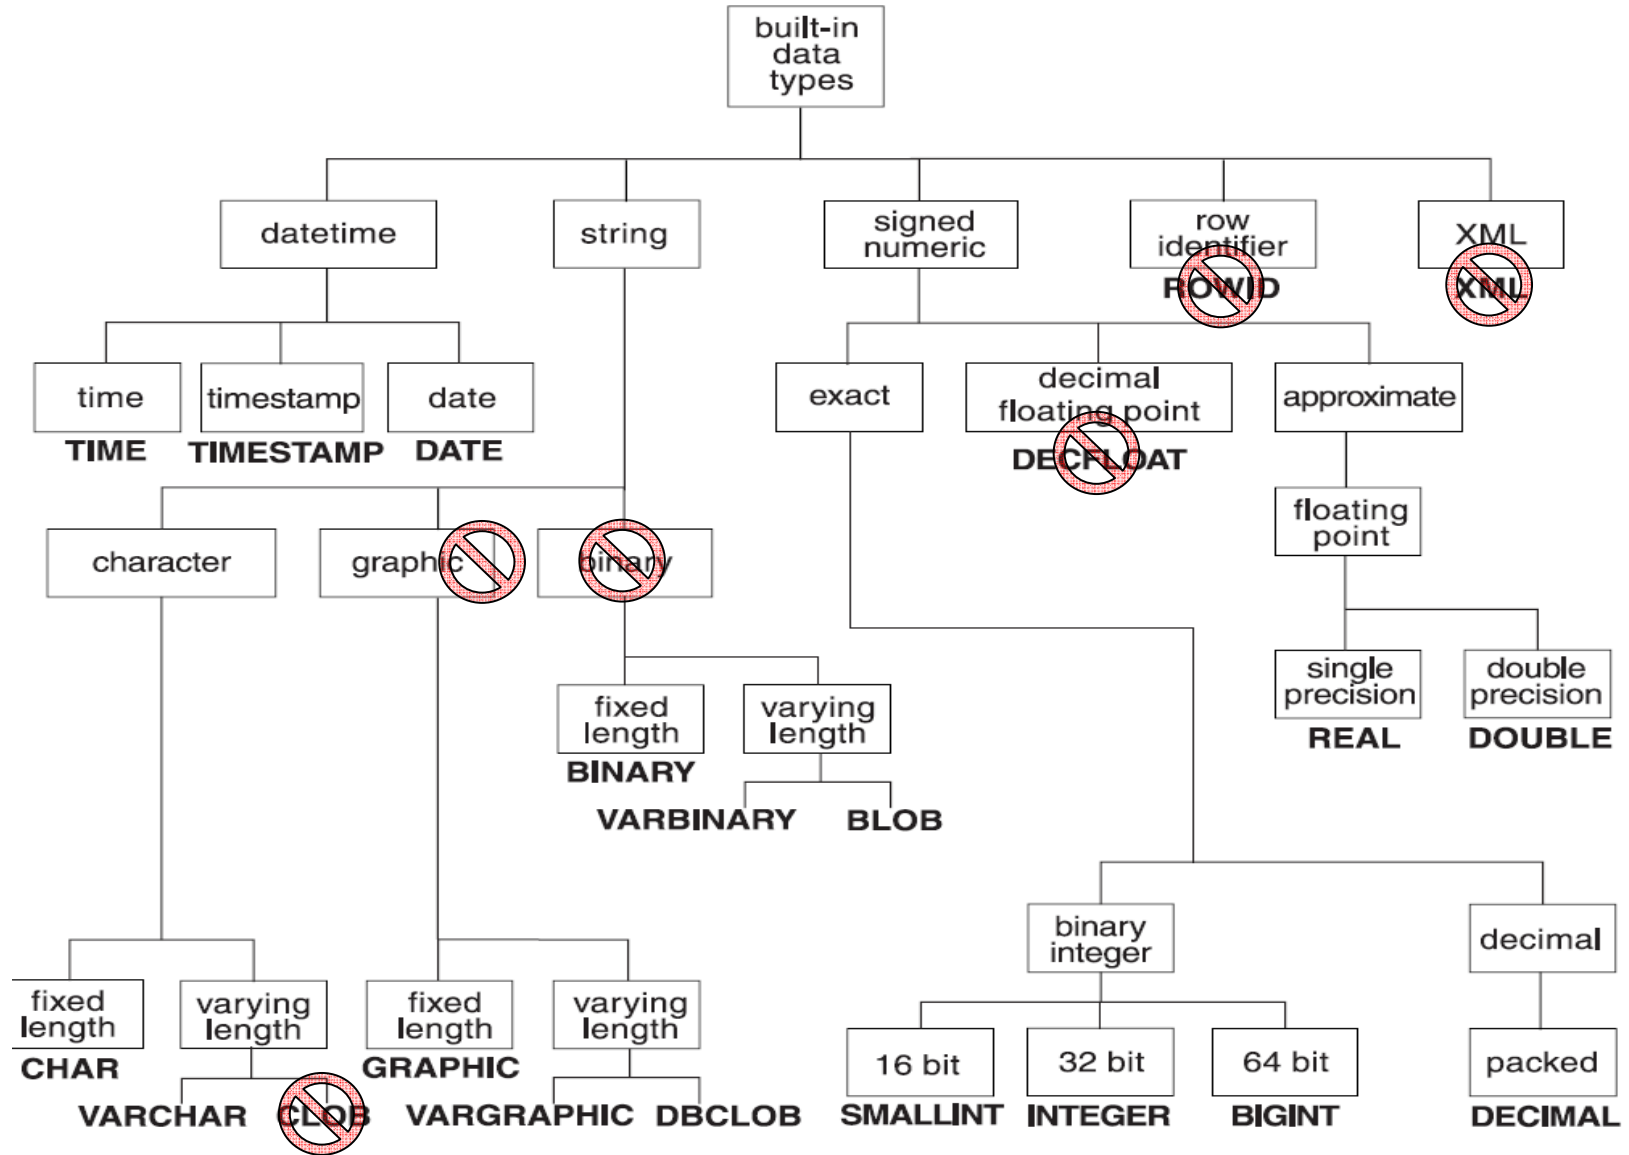 built-in
data
types
datetime
string
signed
numeric
row
identifier
ROWID
XML
XML
time
TIME
timestamp
TIMESTAMP
date
DATE
exact
decimal
floating point
DECFLOAT
approximate
floating
point
single
precision
REAL
double
precision
DOUBLE
character
graphic
binary
fixed
length
BINARY
varying
length
VARBINARY
BLOB
binary
integer
decimal
fixed
length
CHAR
varying
length
VARCHAR
CLOB
fixed
length
GRAPHIC
varying
length
VARGRAPHIC
DBCLOB
16 bit
SMALLINT
32 bit
INTEGER
64 bit
BIGINT
packed
DECIMAL